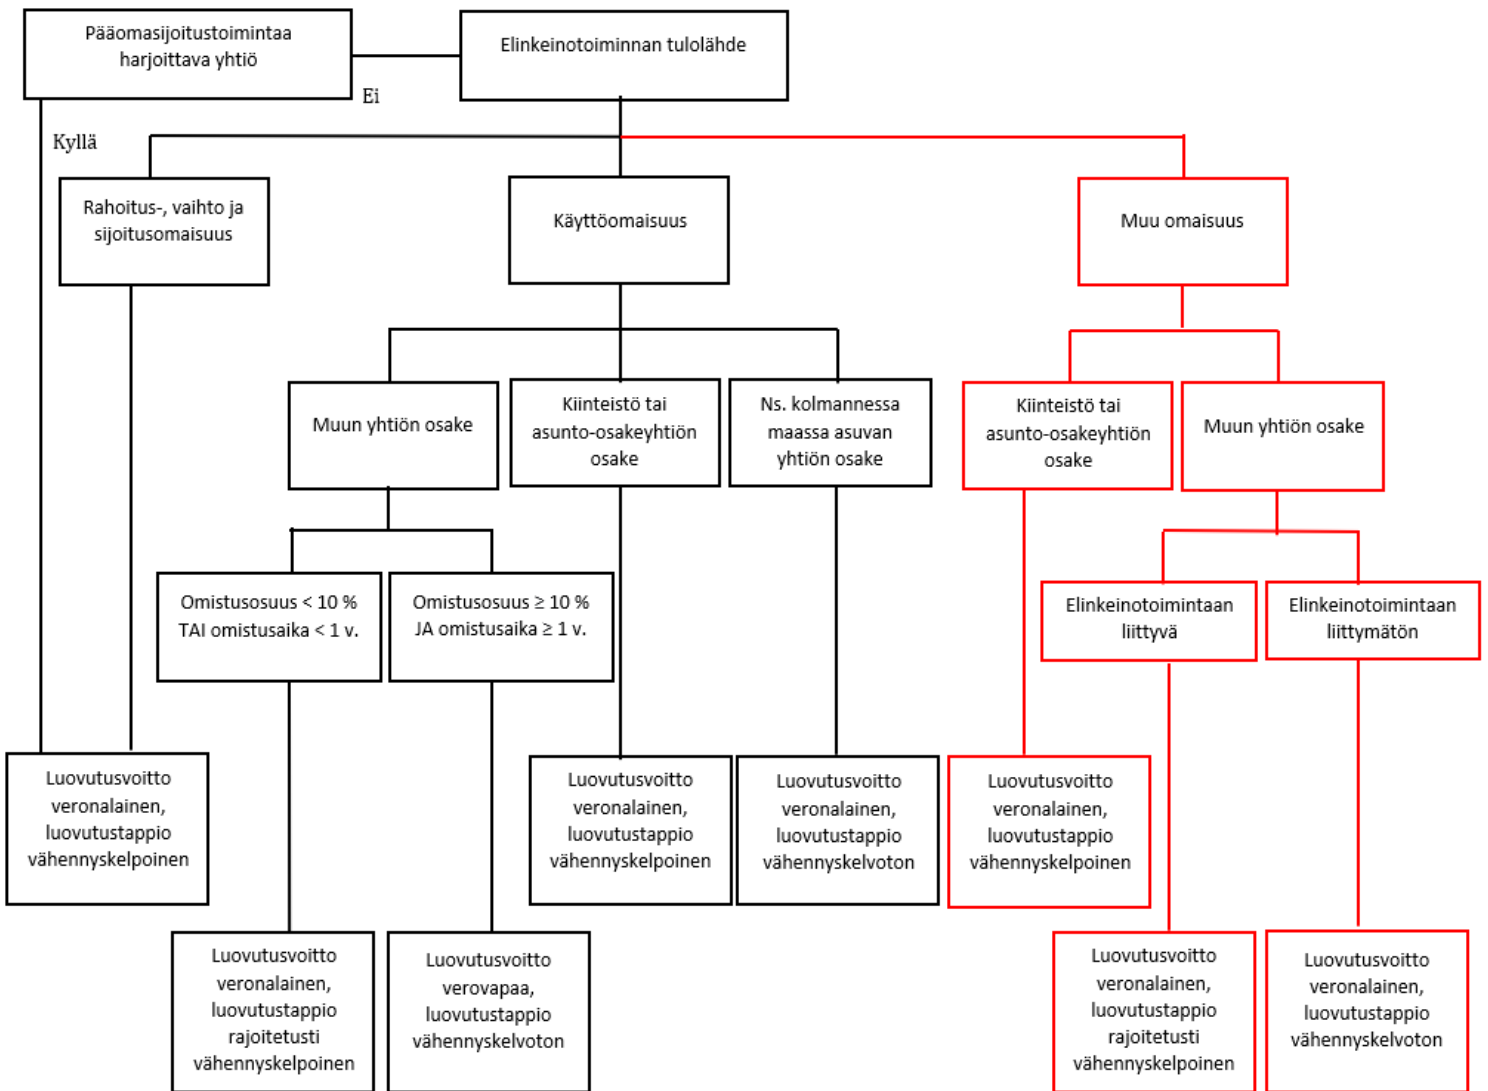 Pääomasijoitustoimintaa
harjoittava yhtiö
Elinkeinotoiminnan tulolähde
Ei
Kyllä
Rahoitus-, vaihto ja
sijoitusomaisuus
Käyttöomaisuus
Muu omaisuus
Muun yhtiön osake
Kiinteistö tai
asunto-osakeyhtiön
osake
Ns. kolmannessa
maassa asuvan
yhtiön osake
Kiinteistö tai
asunto-osakeyhtiön
osake
Muun yhtiön osake
Omistusosuus < 10 %
TAI omistusaika < 1 v.
Omistusosuus ≥ 10 %
JA omistusaika ≥ 1 v.
Elinkeinotoimintaan
liittyvä
Elinkeinotoimintaan
liittymätön
Luovutusvoitto
veronalainen,
luovutustappio
vähennyskelpoinen
Luovutusvoitto
veronalainen,
luovutustappio
vähennyskelpoinen
Luovutusvoitto
veronalainen,
luovutustappio
vähennyskelvoton
Luovutusvoitto
veronalainen,
luovutustappio
vähennyskelpoinen
Luovutusvoitto
veronalainen,
luovutustappio
rajoitetusti
vähennyskelpoinen
Luovutusvoitto
verovapaa,
luovutustappio
vähennyskelvoton
Luovutusvoitto
veronalainen,
luovutustappio
rajoitetusti
vähennyskelpoinen
Luovutusvoitto
veronalainen,
luovutustappio
vähennyskelvoton